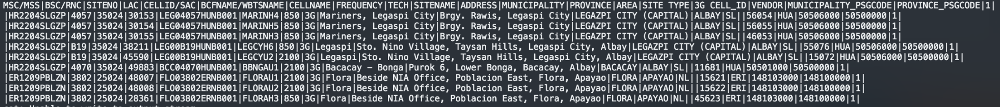 MSC/MSS|BSC/RNC|SITENO|LAC|CELLID/SAC|BCFNAME/WBTSNAME|CELLNAME|FREQUENCY|TECH|SITENAME|ADDRESS|MUNICIPALITY|PROVINCE|AREA|SITE TYPE|3G CELL_ID|VENDOR|MUNICIPALITY_PSGCODE|PROVINCE_PSGCODE|1|
|HR2204SLGZP|4057|35024|30153|LEG04057HUNB001|MARINH4|850|3G|Mariners, Legaspi City|Brgy. Rawis, Legaspi City|LEGAZPI CITY (CAPITAL)|ALBAY|SL||56054|HUA|50506000|50500000|1|
|HR2204SLGZP|4057|35024|30154|LEG04057HUNB001|MARINH5|850|3G|Mariners, Legaspi City|Brgy. Rawis, Legaspi City|LEGAZPI CITY (CAPITAL)|ALBAY|SL||56055|HUA|50506000|50500000|1|
|HR2204SLGZP|4057|35024|30155|LEG04057HUNB001|MARINH3|850|3G|Mariners, Legaspi City|Brgy. Rawis, Legaspi City|LEGAZPI CITY (CAPITAL)|ALBAY|SL||46053|HUA|50506000|50500000|1|
|HR2204SLGZP|B19|35024|38211|LEG00B19HUNB001|LEGCYH6|850|3G|Legaspi|Sto. Nino Village, Taysan Hills, Legaspi City, Albay|LEGAZPI CITY (CAPITAL)|ALBAY|SL||55076|HUA|50506000|50500000|1|
|HR2204SLGZP|B19|35024|45590|LEG00B19HUNB001|LEGCYU2|2100|3G|Legaspi|Sto. Nino Village, Taysan Hills, Legaspi City, Albay|LEGAZPI CITY (CAPITAL)|ALBAY|SL||15072|HUA|50506000|50500000|1|
|HR2204SLGZP|4070|35024|49883|BCC04070HUNB001|BBNGAU1|2100|3G|Bacacay - Bonga|Purok 6, Lower Bonga, Bacacay, Albay|BACACAY|ALBAY|SL||11681|HUA|50501000|50500000|1|
|ER1209PBLZN|3802|25024|48007|FLO03802ERNB001|FLORAU1|2100|3G|Flora|Beside NIA Office, Poblacion East, Flora, Apayao|FLORA|APAYAO|NL||15621|ERI|148103000|148100000|1|
|ER1209PBLZN|3802|25024|48008|FLO03802ERNB001|FLORAU2|2100|3G|Flora|Beside NIA Office, Poblacion East, Flora, Apayao|FLORA|APAYAO|NL||15622|ERI|148103000|148100000|1|
|ER1209PBLZN|3802|25024|28361|FLO03802ERNB001|FLORAH3|850|3G|Flora|Beside NIA Office, Poblacion East, Flora, Apayao|FLORA|APAYAO|NL||45623|ERI|148103000|148100000|1|